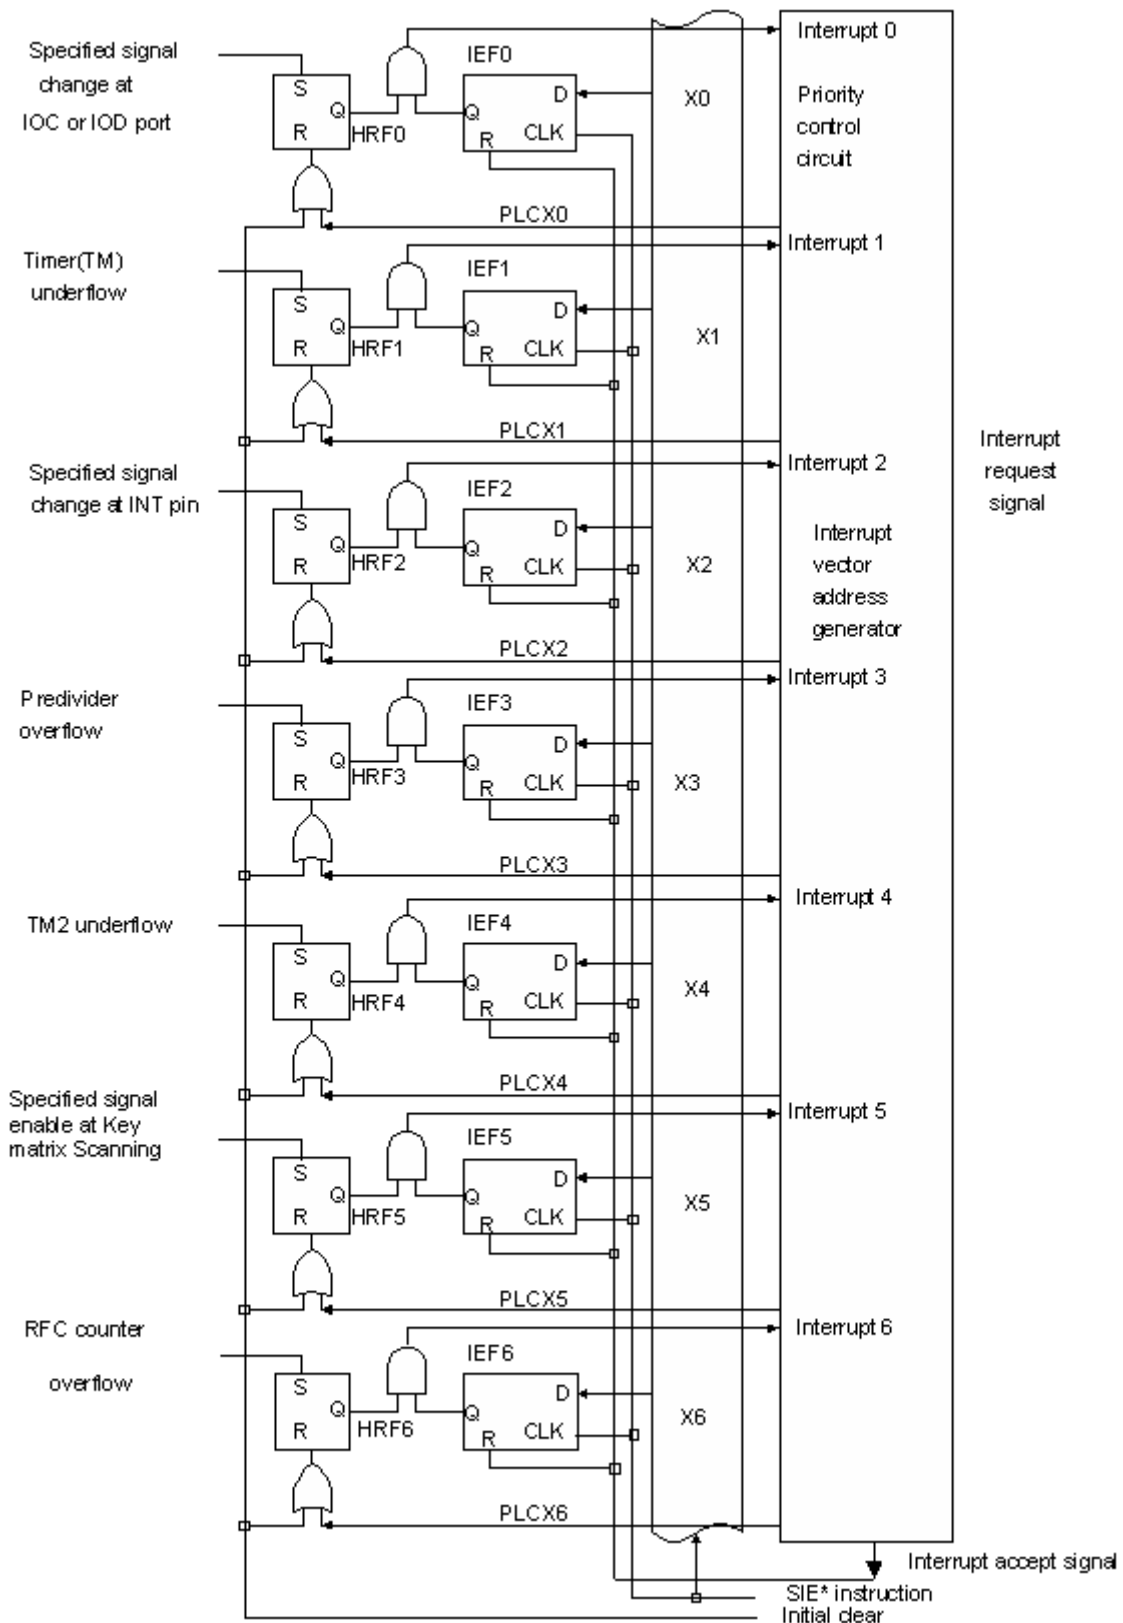 Specified signal
change at
IOC or IOD port
S
R
Q
HRF0
IEF0
Q
D
CLK
R
X0
Interrupt 0
Priority
control
circuit
PLCX0
Timer(TM)
underflow
S
R
Q
HRF1
IEF1
Q
D
CLK
R
X1
Interrupt 1
PLCX1
Interrupt
request
signal
Specified signal
change at INT pin
S
R
Q
HRF2
IEF2
Q
D
CLK
R
X2
Interrupt 2
Interrupt
vector
address
generator
PLCX2
Predivider
overflow
S
R
Q
HRF3
IEF3
Q
D
CLK
R
X3
Interrupt 3
PLCX3
TM2 underflow
S
R
Q
HRF4
IEF4
Q
D
CLK
R
X4
Interrupt 4
PLCX4
Specified signal
enable at Key
matrix Scanning
S
R
Q
HRF5
IEF5
Q
D
CLK
R
X5
Interrupt 5
PLCX5
RFC counter
overflow
S
R
Q
HRF6
IEF6
Q
D
CLK
R
X6
Interrupt 6
PLCX6
Interrupt accept signal
SIE* instruction
Initial clear